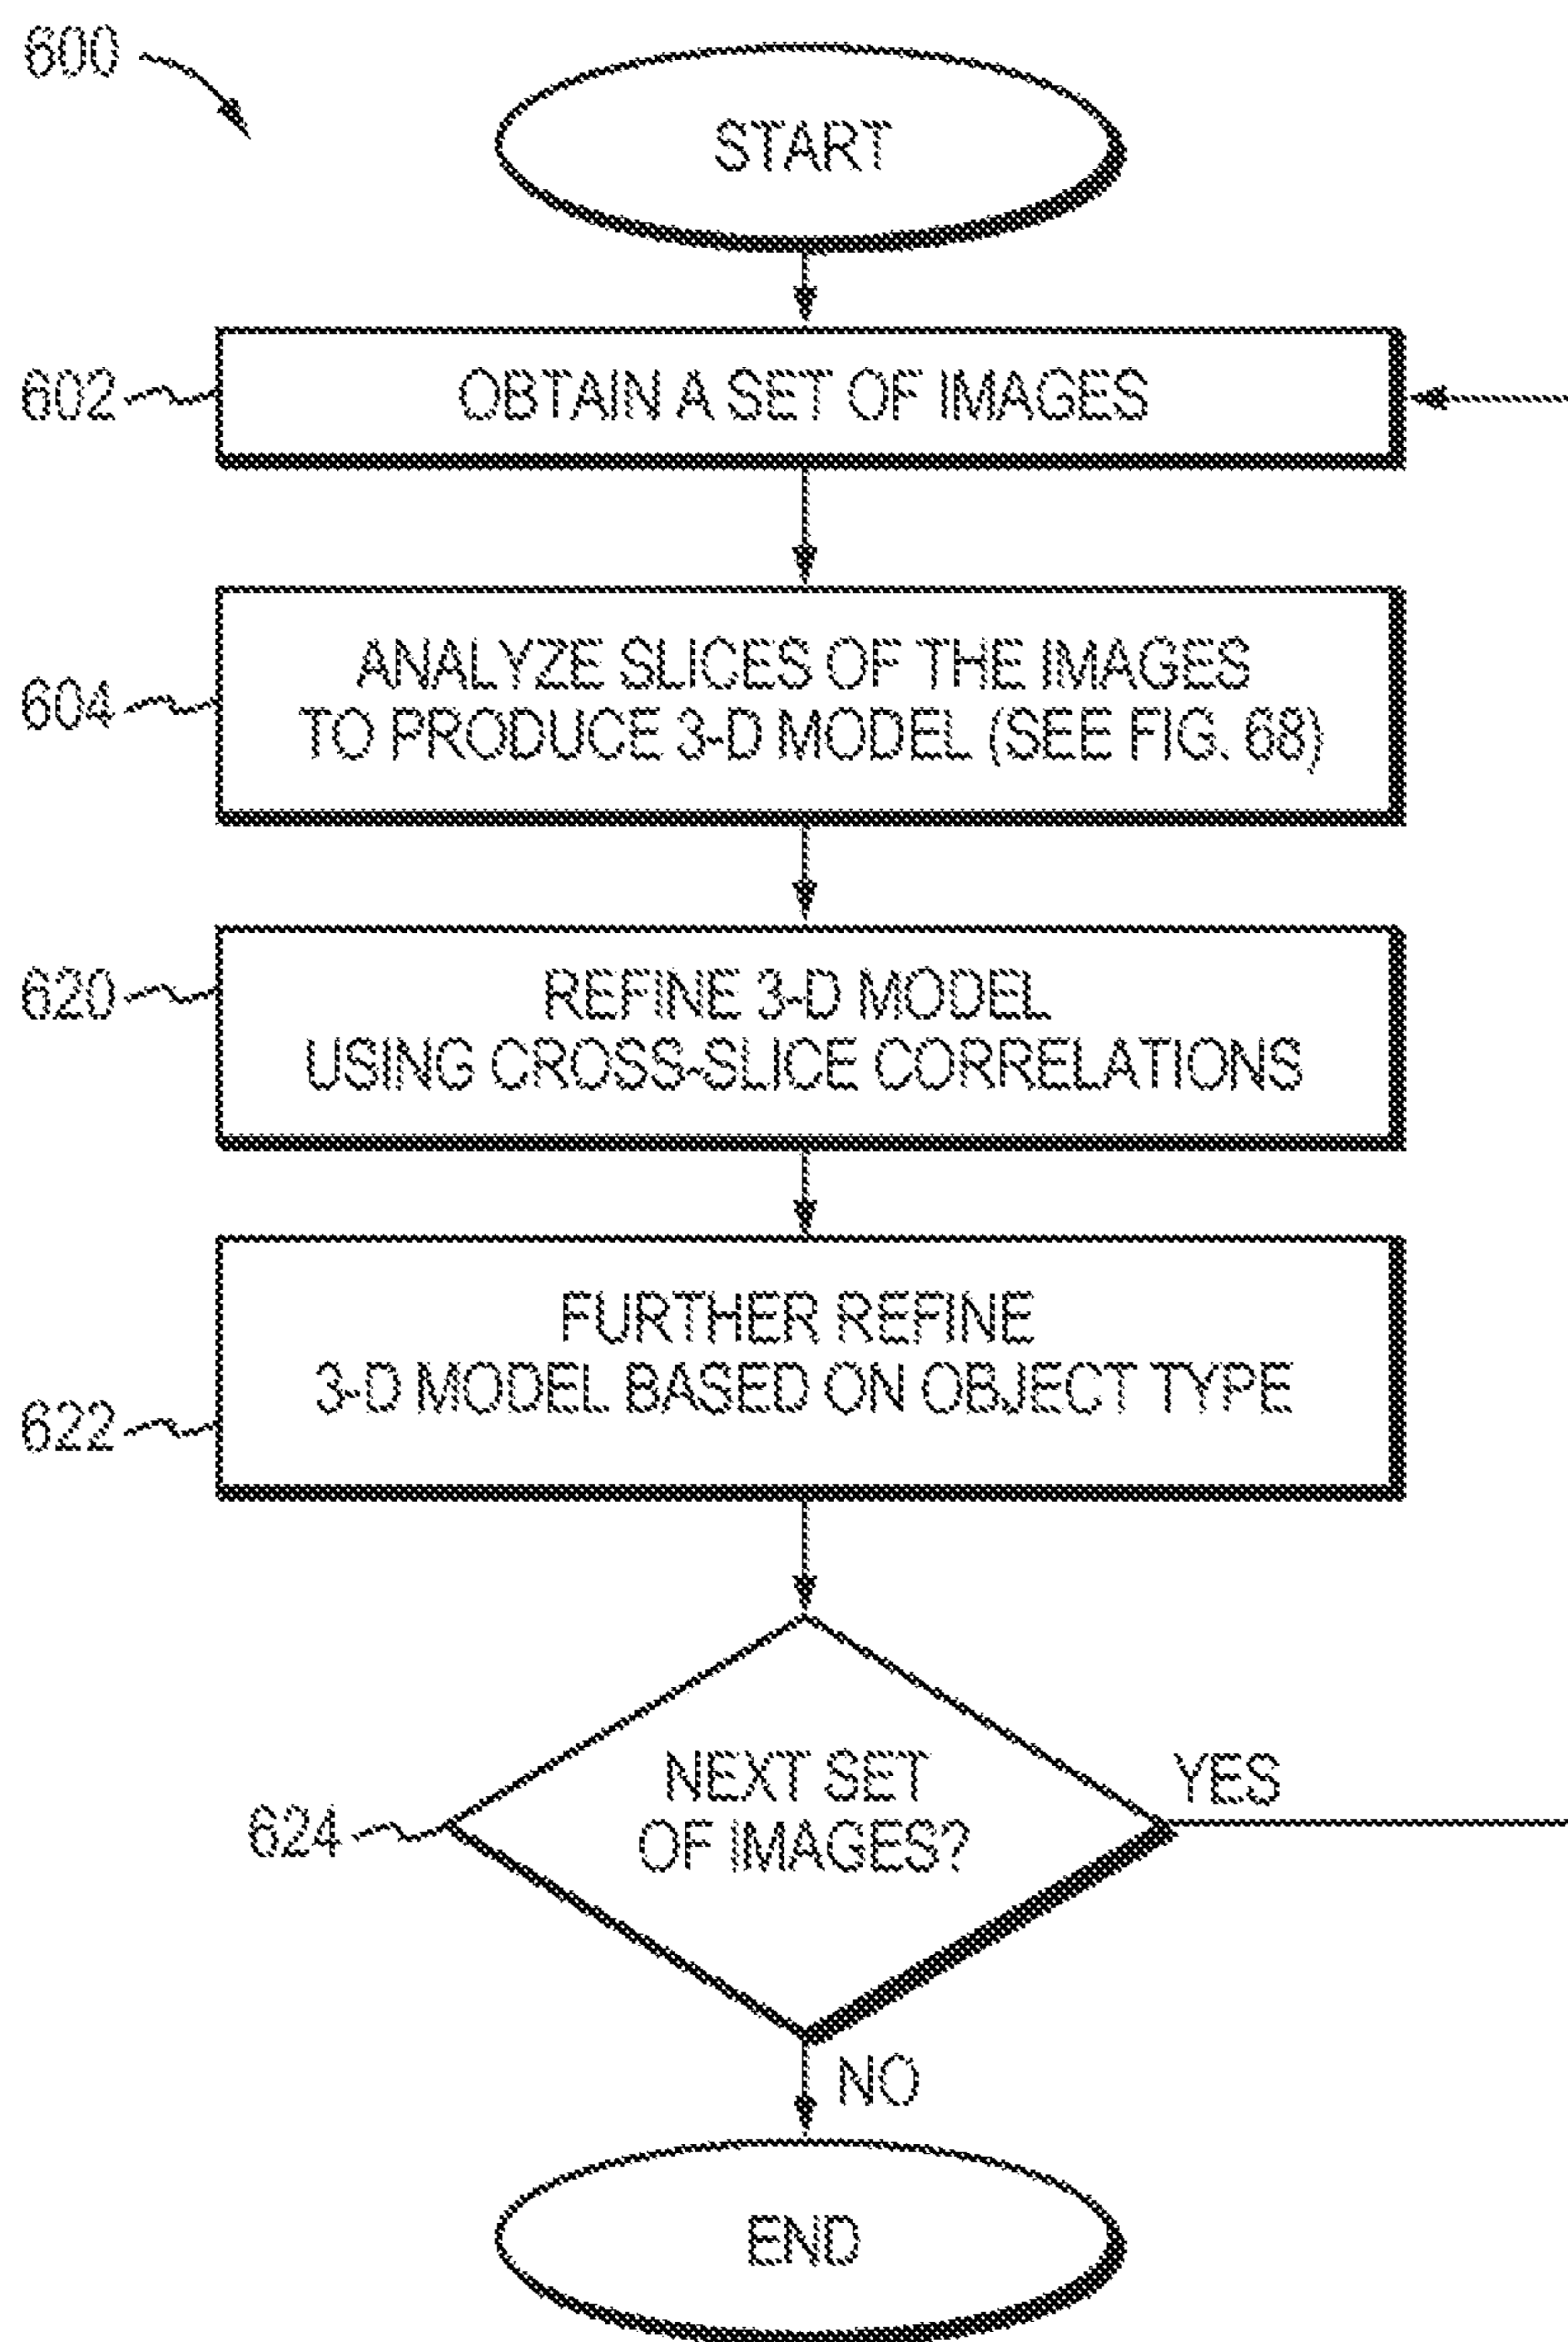 600
START
602
OBTAIN A SET OF IMAGES
604
ANALYZE SLICES OF THE IMAGES
TO PRODUCE 3-D MODEL (SEE FIG. 68)
620
REFINE 3-D MODEL
USING CROSS-SLICE CORRELATIONS
622
FURTHER REFINE
3-D MODEL BASED ON OBJECT TYPE
624
NEXT SET
OF IMAGES?
YES
NO
END